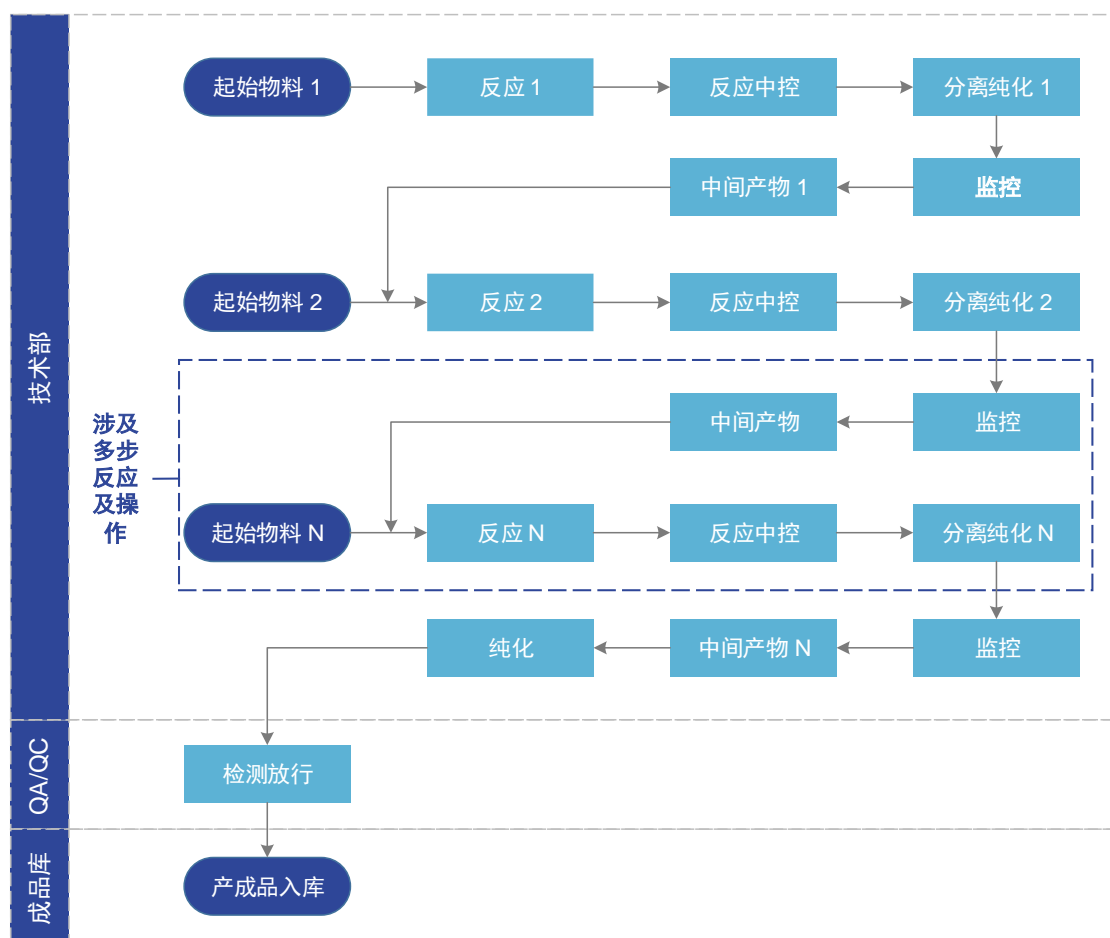 技术部
起始物料 1
反应 1
反应中控
分离纯化 1
中间产物 1
监控
起始物料 2
反应 2
反应中控
分离纯化 2
涉及
多步
反应
及操
作
中间产物
监控
起始物料 N
反应 N
反应中控
分离纯化 N
纯化
中间产物 N
监控
QA/QC
检测放行
成品库
产成品入库